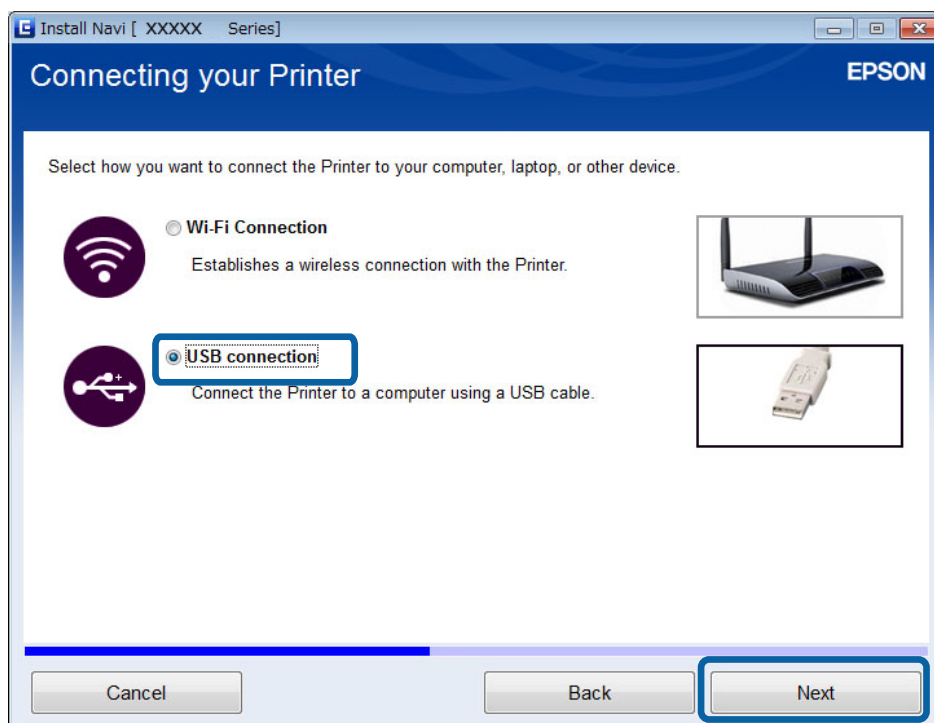 Install Navi [ XXXXX Series]
Connecting your Printer
EPSON
Select how you want to connect the Printer to your computer, laptop, or other device.
Wi-Fi Connection
Establishes a wireless connection with the Printer.
USB connection
Connect the Printer to a computer using a USB cable.
Cancel
Back
Next